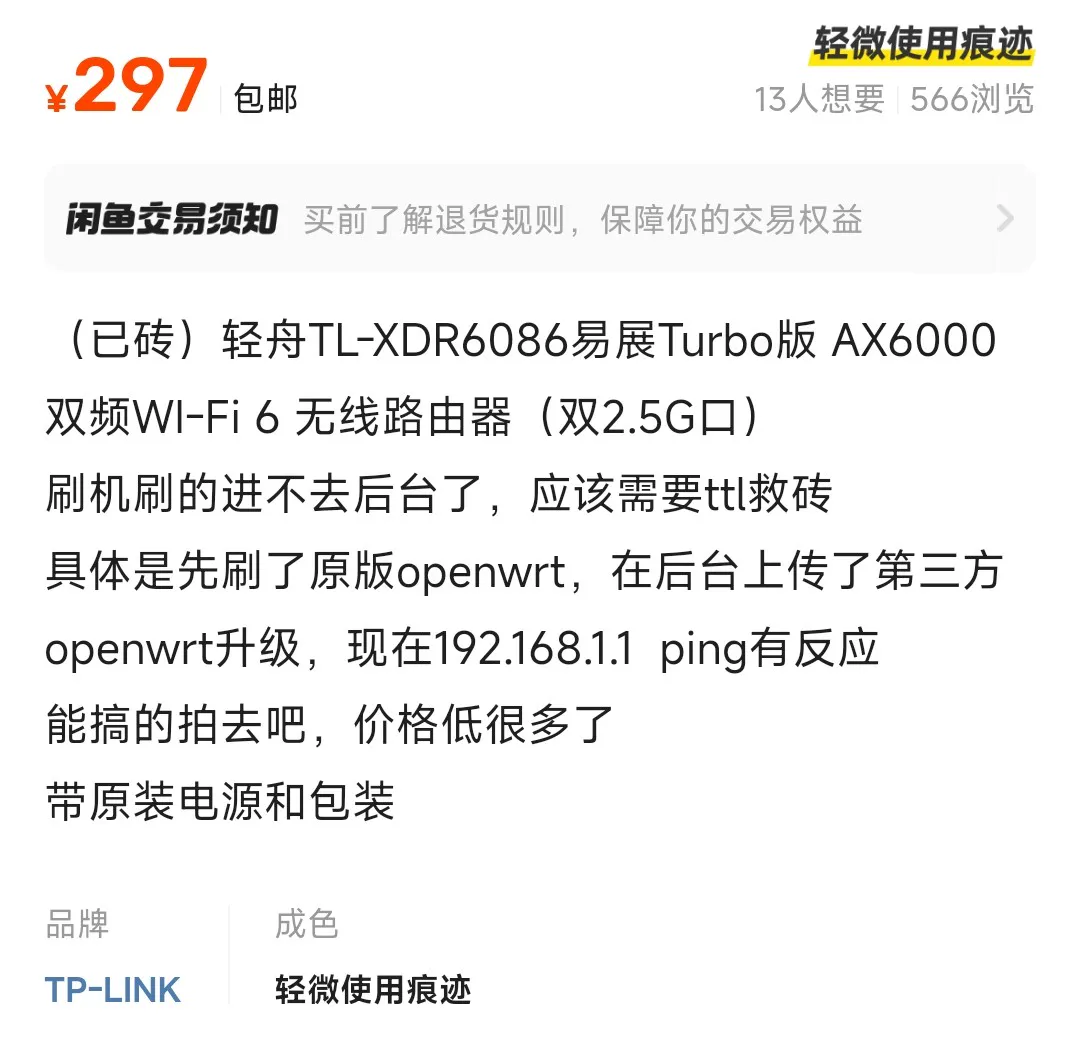 轻微使用痕迹
¥297 包邮
13人想要 566浏览
闲鱼交易须知 买前了解退货规则，保障你的交易权益
（已砖）轻舟TL-XDR6086易展Turbo版 AX6000
双频WI-Fi 6 无线路由器（双2.5G口）
刷机刷的进不去后台了，应该需要ttl救砖
具体是先刷了原版openwrt，在后台上传了第三方
openwrt升级，现在192.168.1.1 ping有反应
能搞的拍去吧，价格低很多了
带原装电源和包装
品牌 成色
TP-LINK 轻微使用痕迹